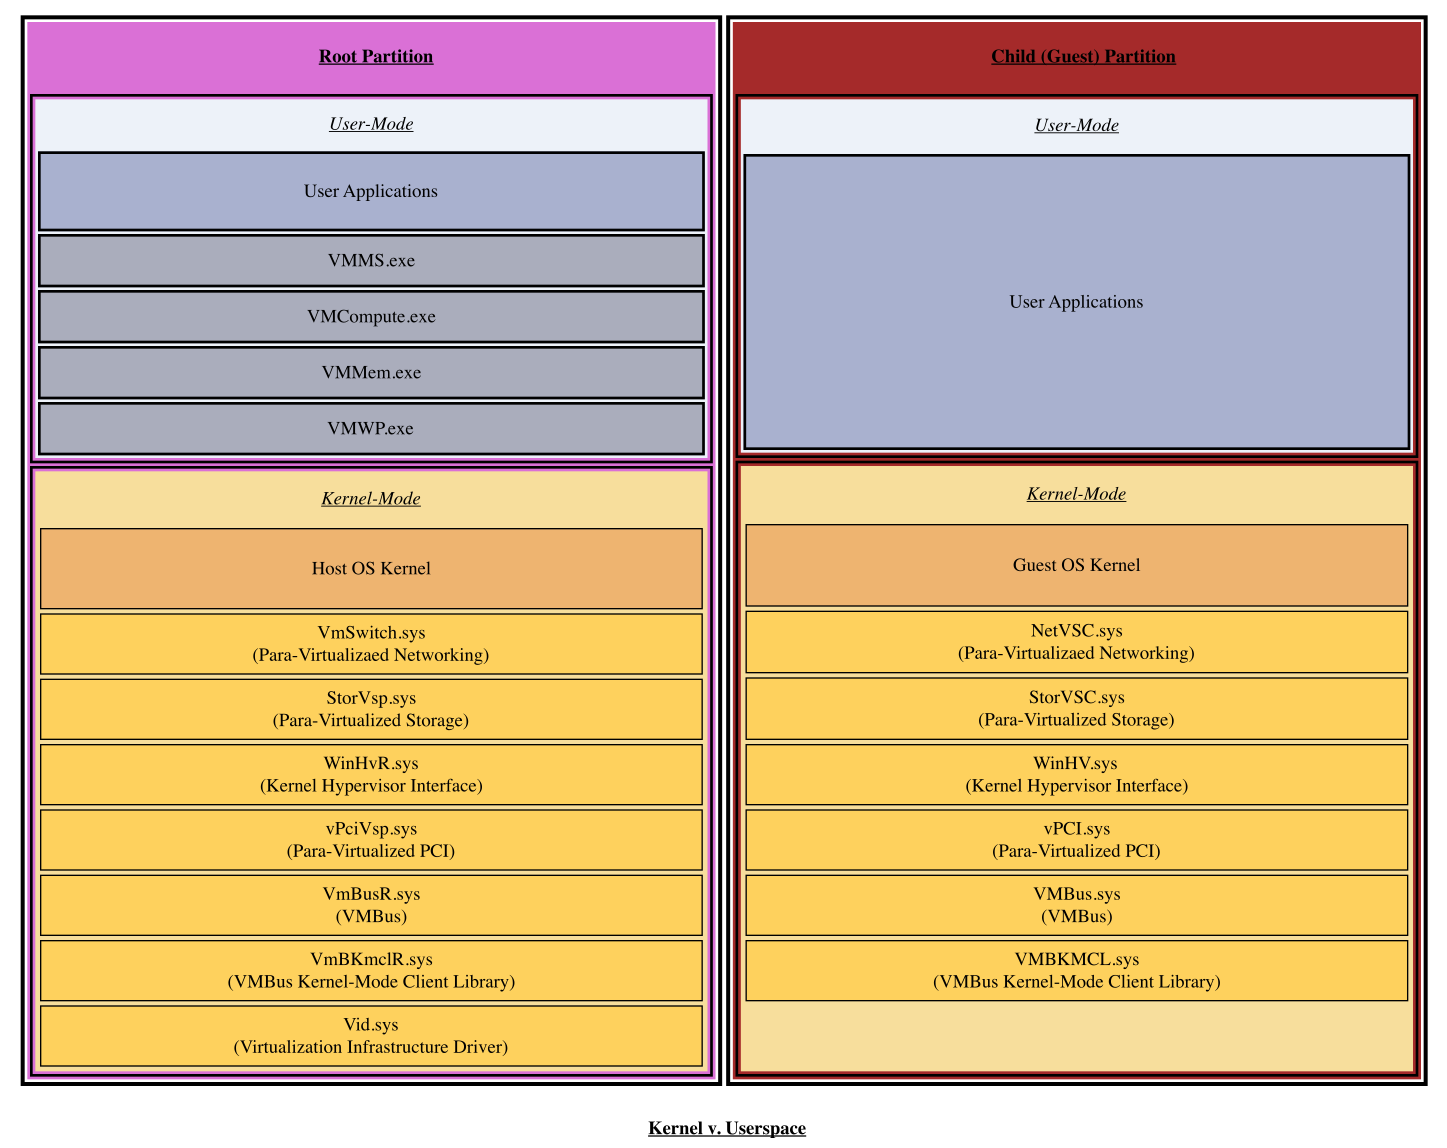 Root Partition
User-Mode
User Applications
VMMS.exe
VMCompute.exe
VMMem.exe
VMWP.exe
Kernel-Mode
Host OS Kernel
VmSwitch.sys
(Para-Virtualizaed Networking)
StorVsp.sys
(Para-Virtualized Storage)
WinHvR.sys
(Kernel Hypervisor Interface)
vPciVsp.sys
(Para-Virtualized PCI)
VmBusR.sys
(VMBus)
VmBKmclR.sys
(VMBus Kernel-Mode Client Library)
Vid.sys
(Virtualization Infrastructure Driver)
Child (Guest) Partition
User-Mode
User Applications
Kernel-Mode
Guest OS Kernel
NetVSC.sys
(Para-Virtualizaed Networking)
StorVSC.sys
(Para-Virtualized Storage)
WinHV.sys
(Kernel Hypervisor Interface)
vPCI.sys
(Para-Virtualized PCI)
VMBus.sys
(VMBus)
VMBKMCL.sys
(VMBus Kernel-Mode Client Library)
Kernel v. Userspace